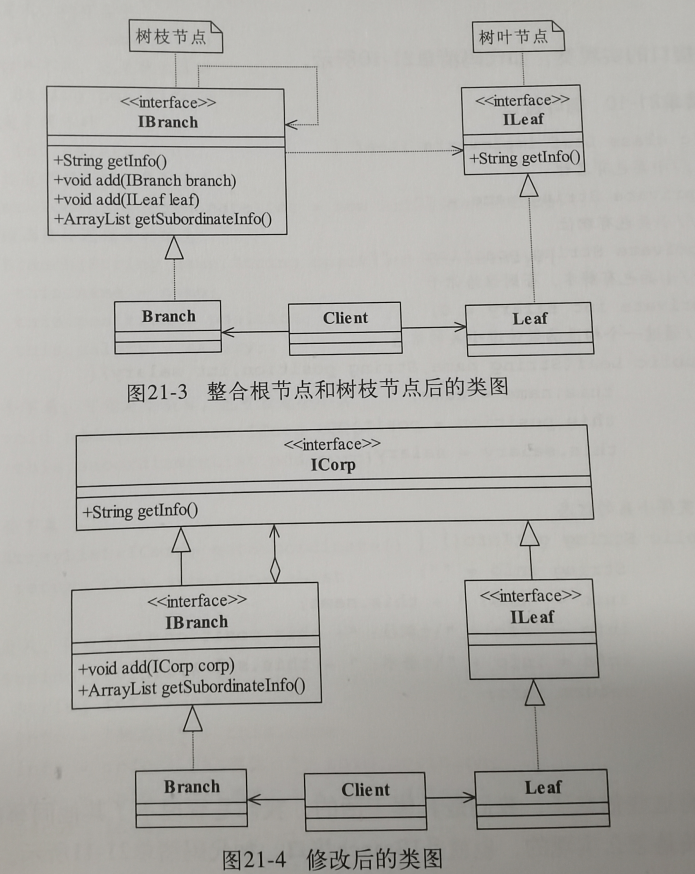 树枝节点
树叶节点
<<interface>>
IBranch
+String getInfo()
+void add(IBranch branch)
+void add(ILeaf leaf)
+ArrayList getSubordinateInfo()
<<interface>>
ILeaf
+String getInfo()
Branch
Client
Leaf
图21-3 整合根节点和树枝节点后的类图
<<interface>>
ICorp
+String getInfo()
<<interface>>
IBranch
+void add(ICorp corp)
+ArrayList getSubordinateInfo()
<<interface>>
ILeaf
Branch
Client
Leaf
图21-4 修改后的类图